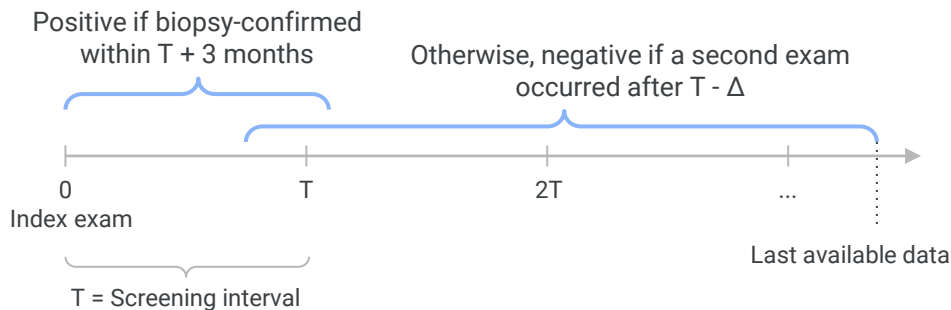 Positive if biopsy-confirmed
within T + 3 months
Otherwise, negative if a second exam
occurred after T - Δ
0
T
2T
...
Index exam
Last available data
T = Screening interval